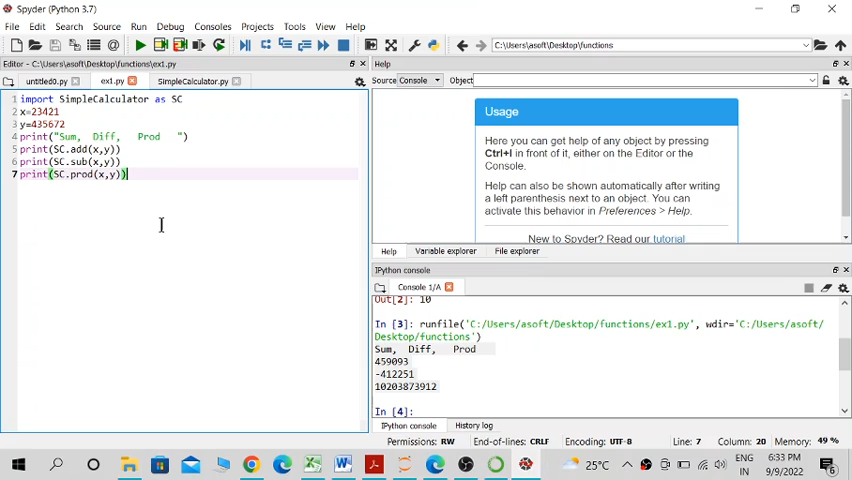 Spyder (Python 3.7)
File Edit Search Source Run Debug Consoles Projects Tools View Help
C:\Users\asoft\Desktop\functions
Editor - C:\Users\asoft\Desktop\functions\ex1.py
untitled0.py ex1.py SimpleCalculator.py
1 import SimpleCalculator as SC
2 x=23421
3 y=435672
4 print("Sum, Diff, Prod ")
5 print(SC.add(x,y))
6 print(SC.sub(x,y))
7 print(SC.prod(x,y))
Help
Source Console Object
Usage
Here you can get help of any object by pressing
Ctrl+I in front of it, either on the Editor or the
Console.
Help can also be shown automatically after writing
a left parenthesis next to an object. You can
activate this behavior in Preferences > Help.
New to Spyder? Read our tutorial
Help Variable explorer File explorer
IPython console
Console 1/A
Out[2]: 10
In [3]: runfile('C:/Users/asoft/Desktop/functions/ex1.py', wdir='C:/Users/asoft/
Desktop/functions')
Sum, Diff, Prod
459093
-412251
10203873912
In [4]:
IPython console History log
Permissions: RW End-of-lines: CRLF Encoding: UTF-8 Line: 7 Column: 20 Memory: 49 %
25°C ENG IN 6:33 PM 9/9/2022 6